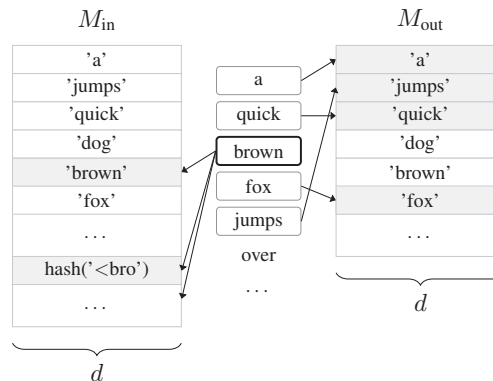 M_in
'a'
'jumps'
'quick'
'dog'
'brown'
'fox'
...
hash('<bro')
...
d
a
quick
brown
fox
jumps
over
...
M_out
'a'
'jumps'
'quick'
'dog'
'brown'
'fox'
...
d